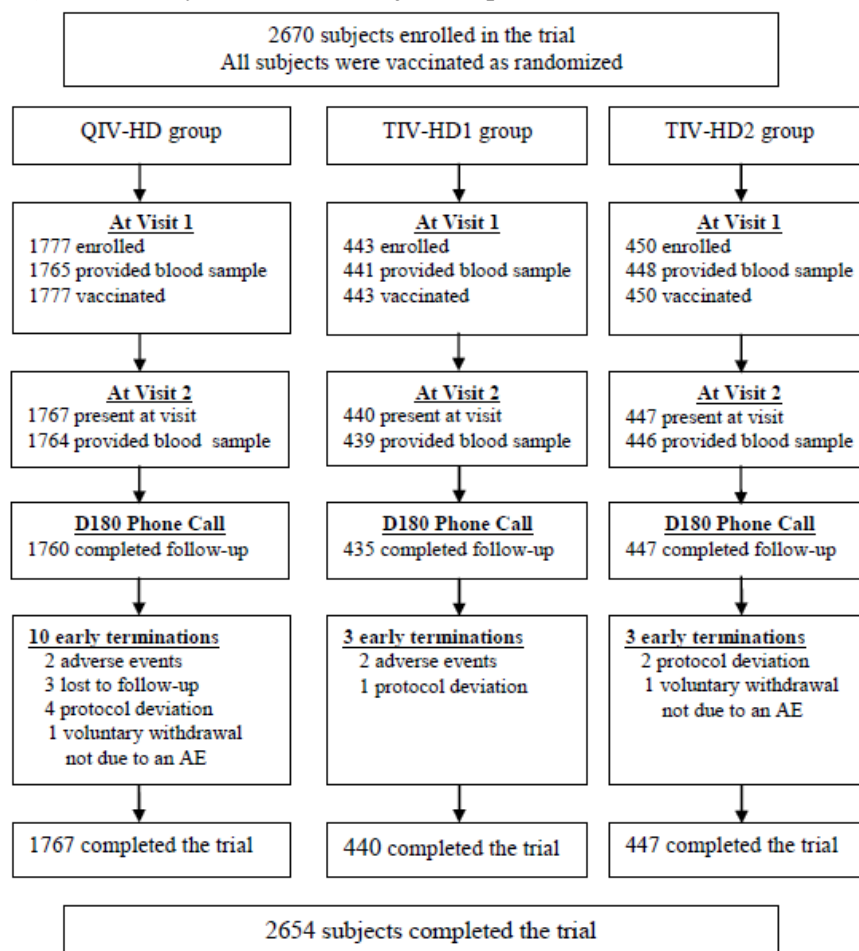 2670 subjects enrolled in the trial
All subjects were vaccinated as randomized
QIV-HD group
TIV-HD1 group
TIV-HD2 group
At Visit 1
1777 enrolled
1765 provided blood sample
1777 vaccinated
At Visit 1
443 enrolled
441 provided blood sample
443 vaccinated
At Visit 1
450 enrolled
448 provided blood sample
450 vaccinated
At Visit 2
1767 present at visit
1764 provided blood sample
At Visit 2
440 present at visit
439 provided blood sample
At Visit 2
447 present at visit
446 provided blood sample
D180 Phone Call
1760 completed follow-up
D180 Phone Call
435 completed follow-up
D180 Phone Call
447 completed follow-up
10 early terminations
2 adverse events
3 lost to follow-up
4 protocol deviation
1 voluntary withdrawal
not due to an AE
3 early terminations
2 adverse events
1 protocol deviation
3 early terminations
2 protocol deviation
1 voluntary withdrawal
not due to an AE
1767 completed the trial
440 completed the trial
447 completed the trial
2654 subjects completed the trial